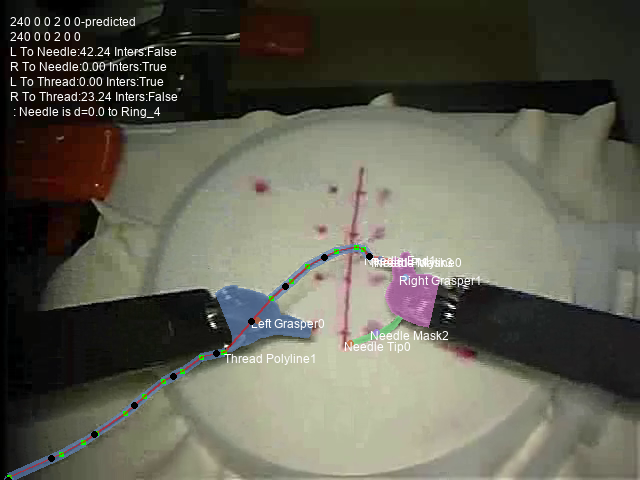 240 0 0 2 0 0-predicted
240 0 0 2 0 0
L To Needle:42.24 Inters:False
R To Needle:0.00 Inters:True
L To Thread:0.00 Inters:True
R To Thread:23.24 Inters:False
: Needle is d=0.0 to Ring_4
Right Grasper1
Left Grasper0
Needle Mask2
Needle Tip0
Thread Polyline1